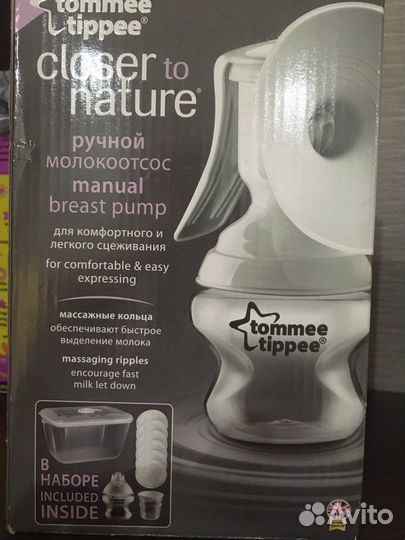 tommee
tippee®
closer to
nature®
ручной
молокоотсос
manual
breast pump
для комфортного и
легкого сцеживания
for comfortable & easy
expressing
массажные кольца
обеспечивают быстрое
выделение молока
massaging ripples
encourage fast
milk let down
tommee
tippee®
В
НАБОРЕ
INCLUDED
INSIDE
Avito